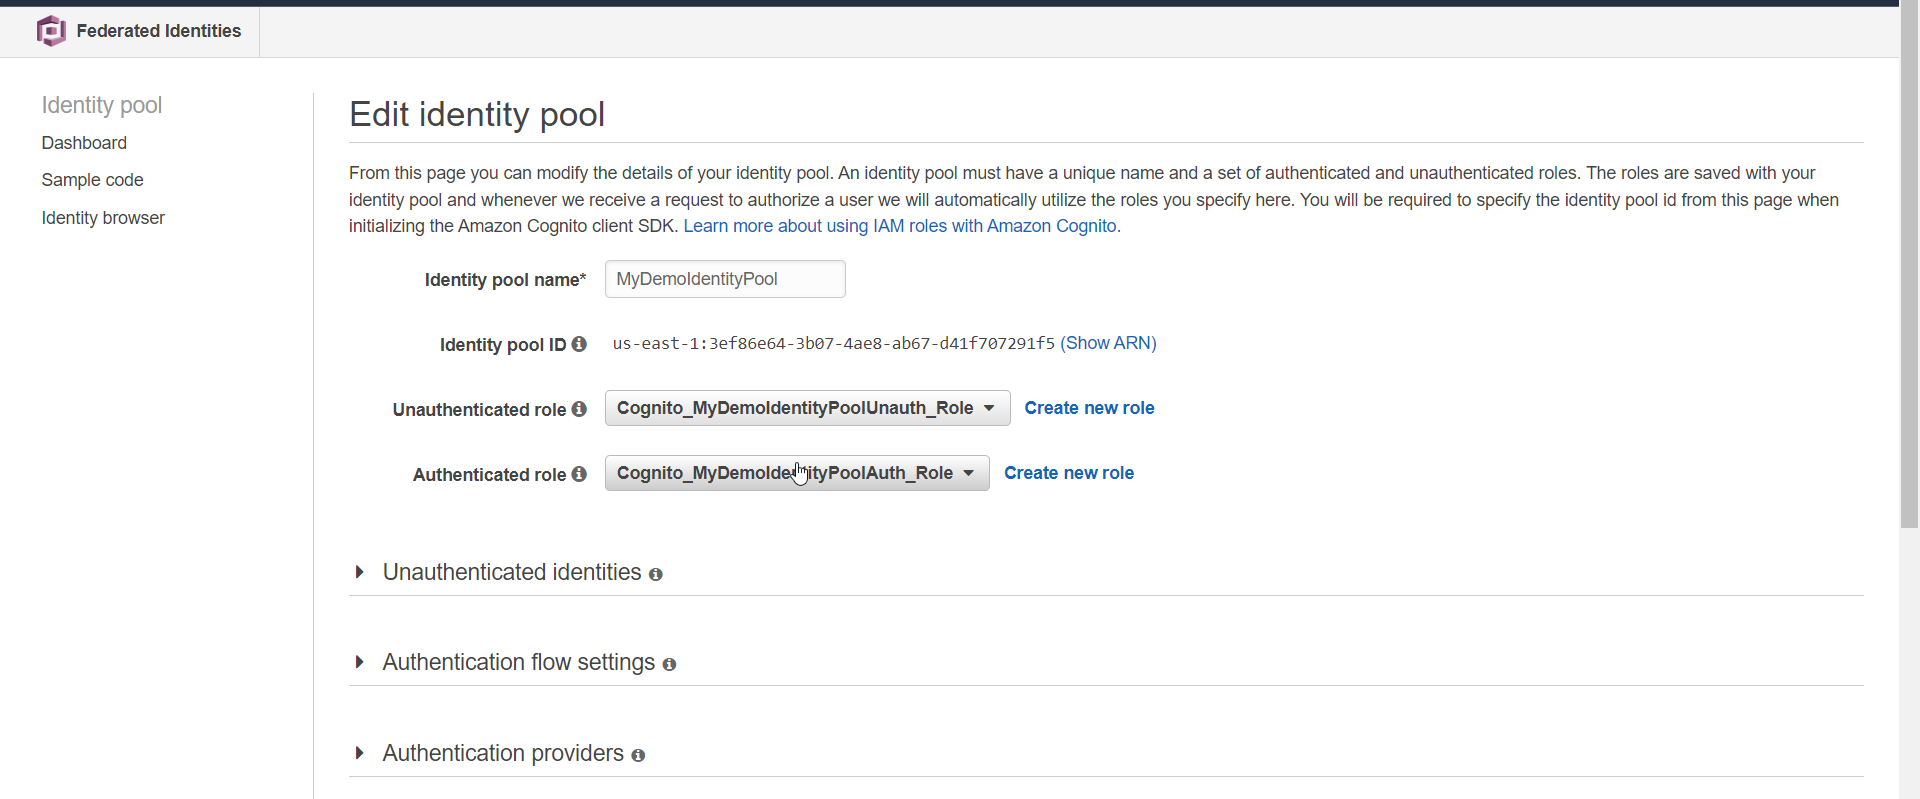 Federated Identities
Identity pool
Dashboard
Sample code
Identity browser
Edit identity pool
From this page you can modify the details of your identity pool. An identity pool must have a unique name and a set of authenticated and unauthenticated roles. The roles are saved with your
identity pool and whenever we receive a request to authorize a user we will automatically utilize the roles you specify here. You will be required to specify the identity pool id from this page when
initializing the Amazon Cognito client SDK. Learn more about using IAM roles with Amazon Cognito.
Identity pool name* MyDemoIdentityPool
Identity pool ID us-east-1:3ef86e64-3b07-4ae8-ab67-d41f707291f5 (Show ARN)
Unauthenticated role Cognito_MyDemoIdentityPoolUnauth_Role Create new role
Authenticated role Cognito_MyDemoIdentityPoolAuth_Role Create new role
Unauthenticated identities
Authentication flow settings
Authentication providers